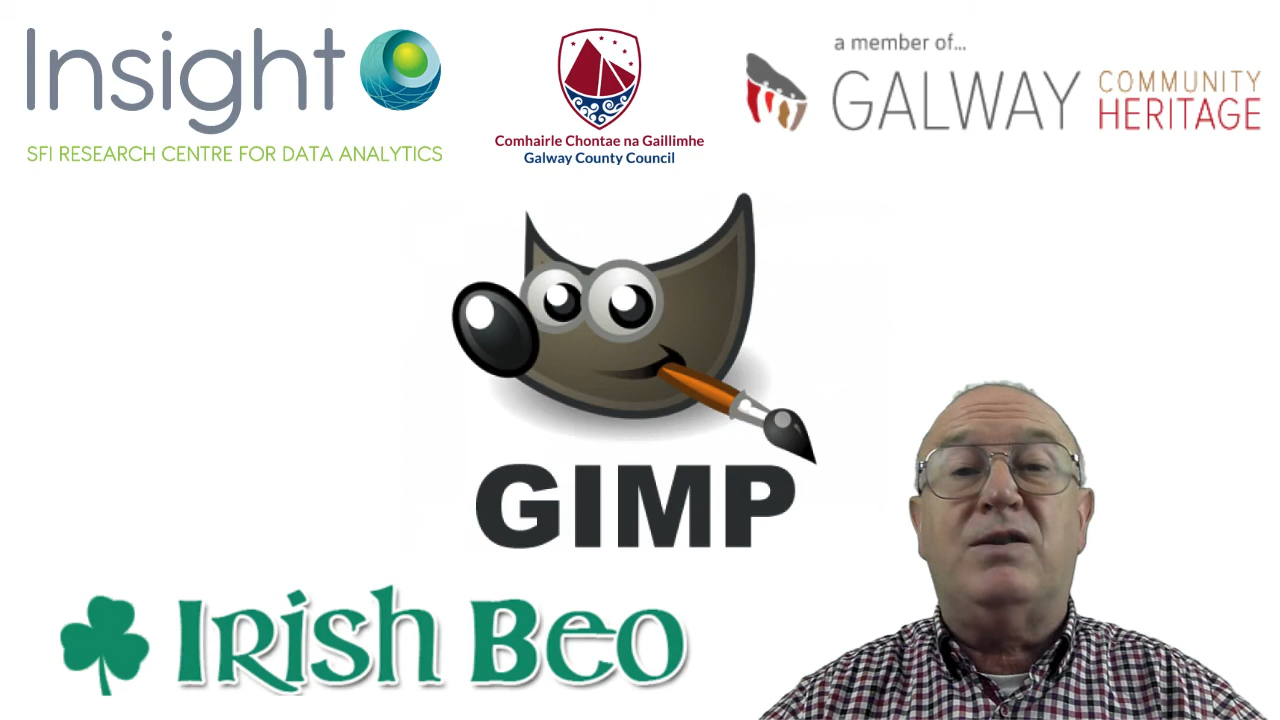 Insight
SFI RESEARCH CENTRE FOR DATA ANALYTICS
Comhairle Chontae na Gaillimhe
Galway County Council
a member of...
GALWAY COMMUNITY HERITAGE
GIMP
IRISH BEO